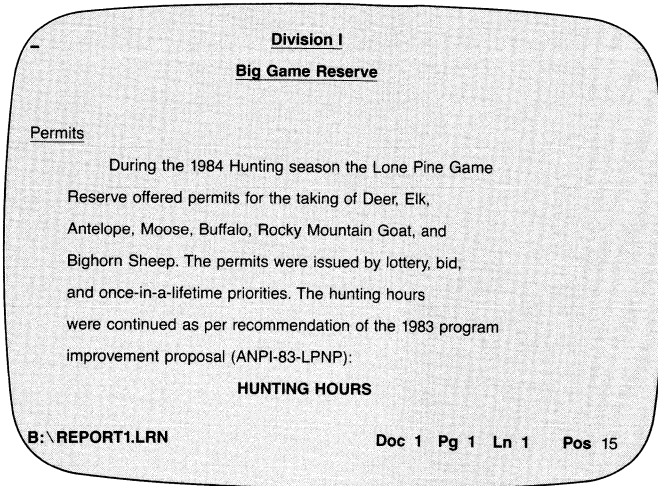 Division I
Big Game Reserve
Permits
During the 1984 Hunting season the Lone Pine Game
Reserve offered permits for the taking of Deer, Elk,
Antelope, Moose, Buffalo, Rocky Mountain Goat, and
Bighorn Sheep. The permits were issued by lottery, bid,
and once-in-a-lifetime priorities. The hunting hours
were continued as per recommendation of the 1983 program
improvement proposal (ANPI-83-LPNP):
HUNTING HOURS
B:\REPORT1.LRN Doc 1 Pg 1 Ln 1 Pos 15